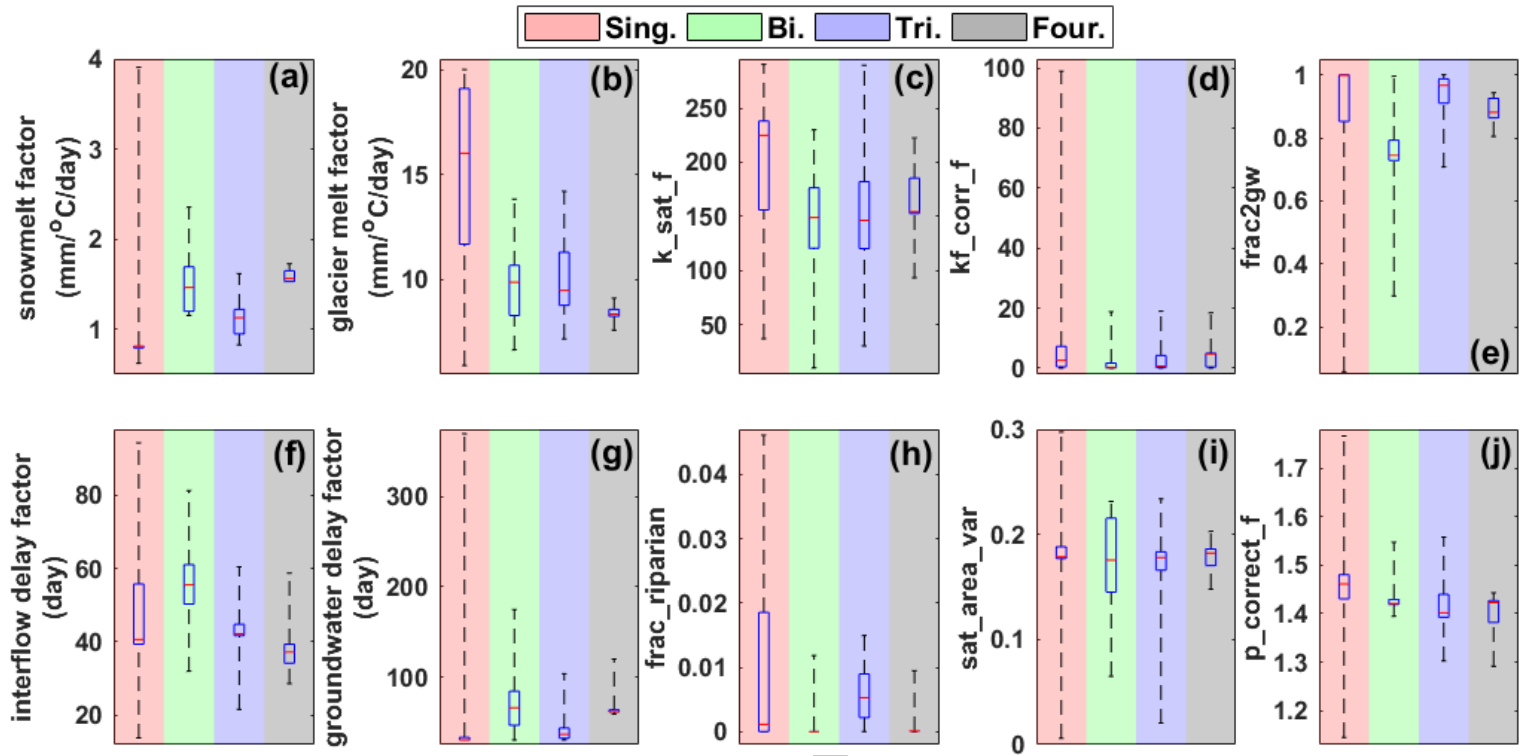 Sing. Bi. Tri. Four.
snowmelt factor
(mm/°C/day)
4
3
2
1
(a)
glacier melt factor
(mm/°C/day)
20
15
10
(b)
k_sat_f
250
200
150
100
50
(c)
kf_corr_f
100
80
60
40
20
0
(d)
frac2gw
1
0.8
0.6
0.4
0.2
(e)
interflow delay factor
(day)
80
60
40
20
(f)
groundwater delay factor
(day)
300
200
100
(g)
frac_riparian
0.04
0.03
0.02
0.01
0
(h)
sat_area_var
0.3
0.2
0.1
0
(i)
p_correct_f
1.7
1.6
1.5
1.4
1.3
1.2
(j)